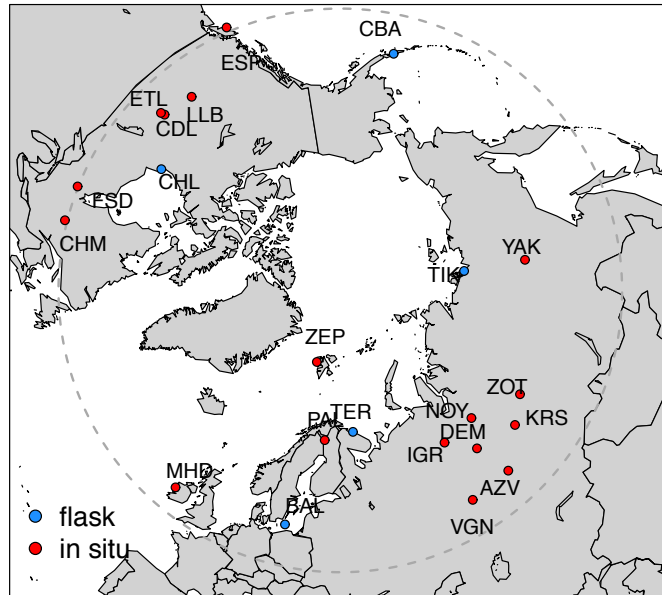 CBA
ESP
ETL
LLB
CDL
CHL
FSD
CHM
YAK
TIK
ZEP
ZOT
PAL
TER
NOY
KRS
DEM
IGR
MHD
AZV
BAL
VGN
flask
in situ